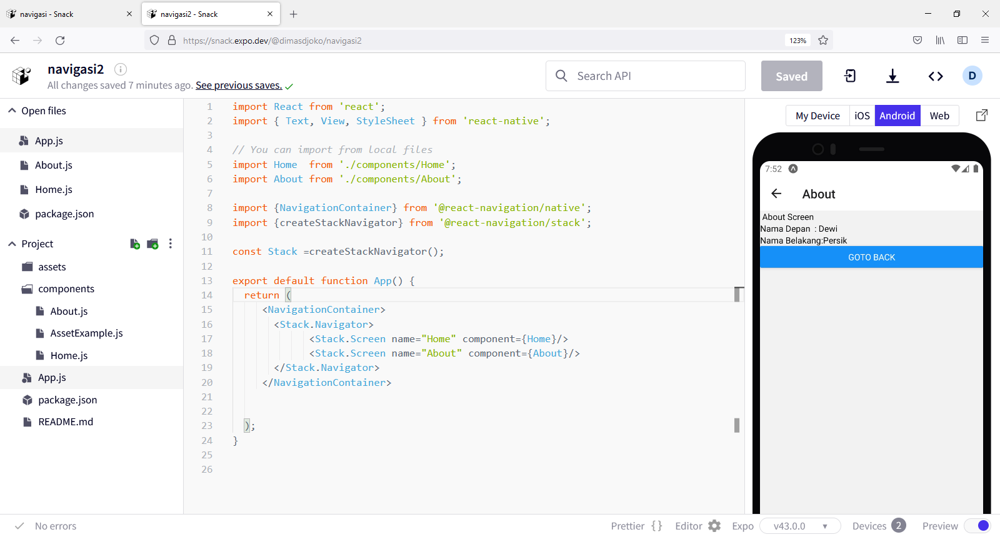 navigasi - Snack
navigasi2 - Snack
https://snack.expo.dev/@dimasdjoko/navigasi2
123%
navigasi2
All changes saved 7 minutes ago. See previous saves.
Search API
Saved
D
Open files
App.js
About.js
Home.js
package.json
Project
assets
components
About.js
AssetExample.js
Home.js
App.js
package.json
README.md
1 import React from 'react';
2 import { Text, View, StyleSheet } from 'react-native';
3
4 // You can import from local files
5 import Home  from './components/Home';
6 import About from './components/About';
7
8 import {NavigationContainer} from '@react-navigation/native';
9 import {createStackNavigator} from '@react-navigation/stack';
10
11 const Stack =createStackNavigator();
12
13 export default function App() {
14   return (
15      <NavigationContainer>
16        <Stack.Navigator>
17              <Stack.Screen name="Home" component={Home}/>
18              <Stack.Screen name="About" component={About}/>
19        </Stack.Navigator>
20      </NavigationContainer>
21
22
23   );
24 }
25
26
My Device
iOS
Android
Web
7:52
About
About Screen
Nama Depan  : Dewi
Nama Belakang:Persik
GOTO BACK
No errors
Prettier {}
Editor
Expo
v43.0.0
Devices 2
Preview